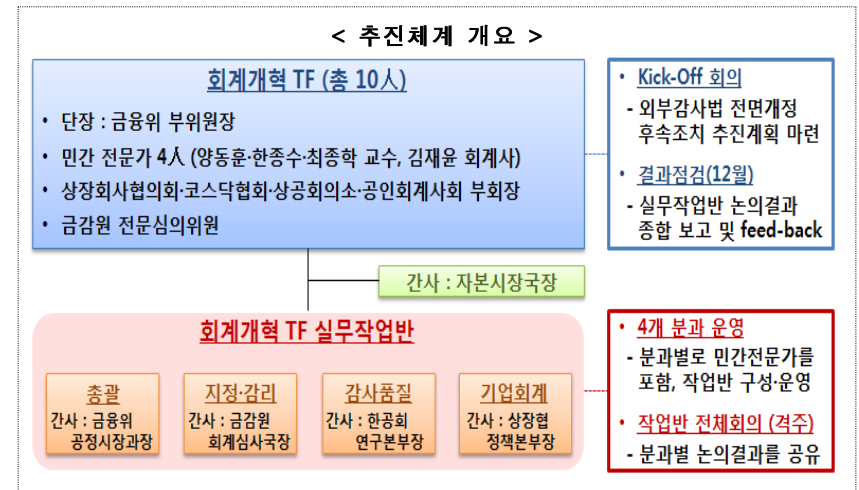 < 추진체계 개요 >
회계개혁 TF (총 10人)
• 단장 : 금융위 부위원장
• 민간 전문가 4人 (양동훈·한종수·최종학 교수, 김재윤 회계사)
• 상장회사협의회·코스닥협회·상공회의소·공인회계사회 부회장
• 금감원 전문심의위원
• Kick-Off 회의
- 외부감사법 전면개정
후속조치 추진계획 마련
• 결과점검(12월)
- 실무작업반 논의결과
종합 보고 및 feed-back
간사 : 자본시장국장
회계개혁 TF 실무작업반
총괄
간사 : 금융위
공정시장과장
지정·감리
간사 : 금감원
회계심사국장
감사품질
간사 : 한공회
연구본부장
기업회계
간사 : 상장협
정책본부장
• 4개 분과 운영
- 분과별로 민간전문가를
포함, 작업반 구성·운영
• 작업반 전체회의 (격주)
- 분과별 논의결과를 공유